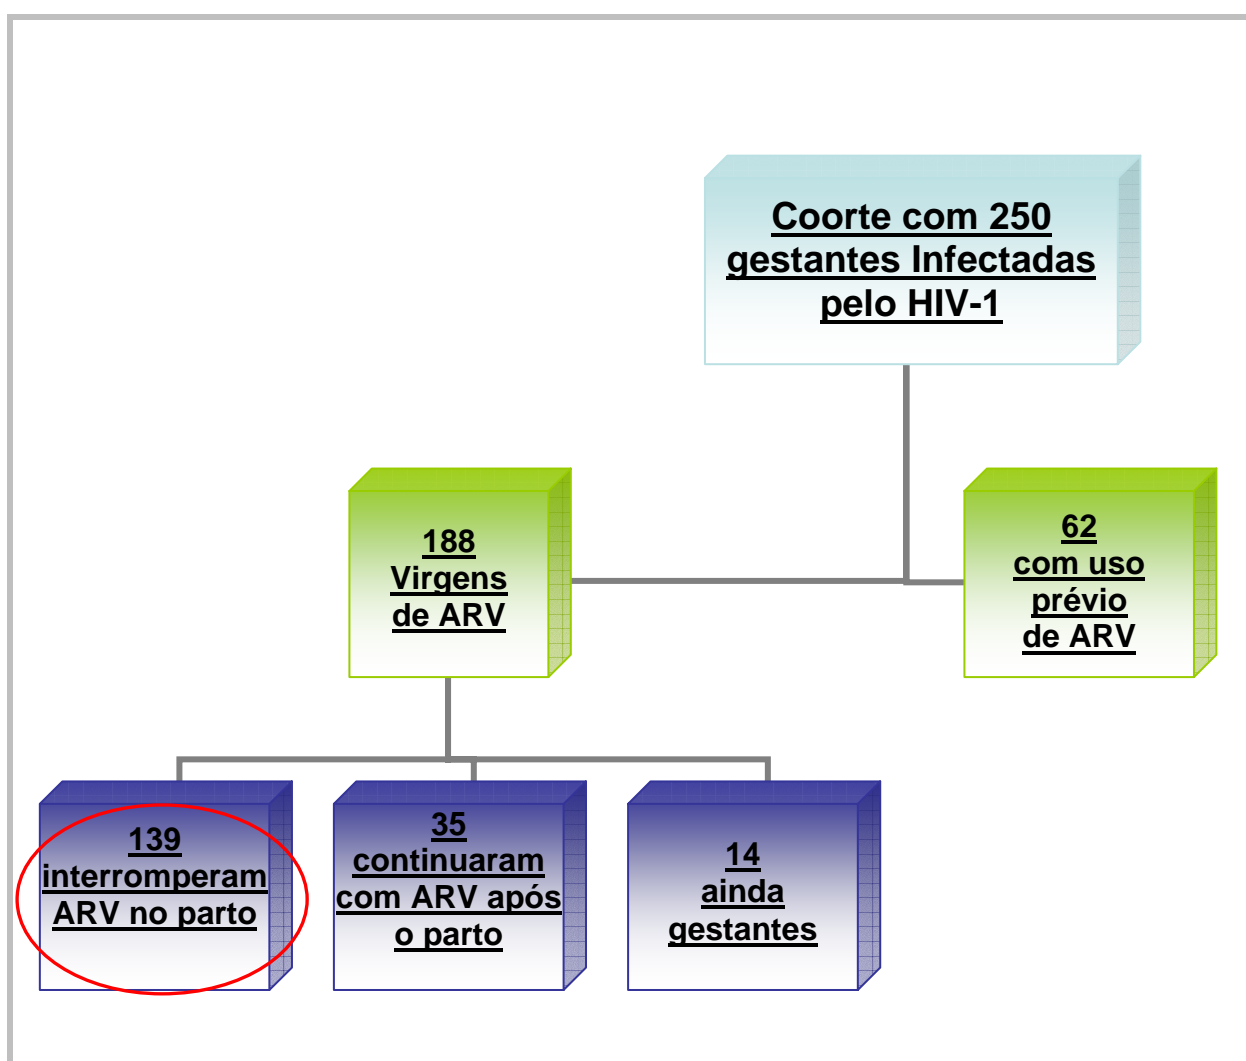 Coorte com 250
gestantes Infectadas
pelo HIV-1
188
Virgens
de ARV
62
com uso
prévio
de ARV
139
interromperam
ARV no parto
35
continuaram
com ARV após
o parto
14
ainda
gestantes